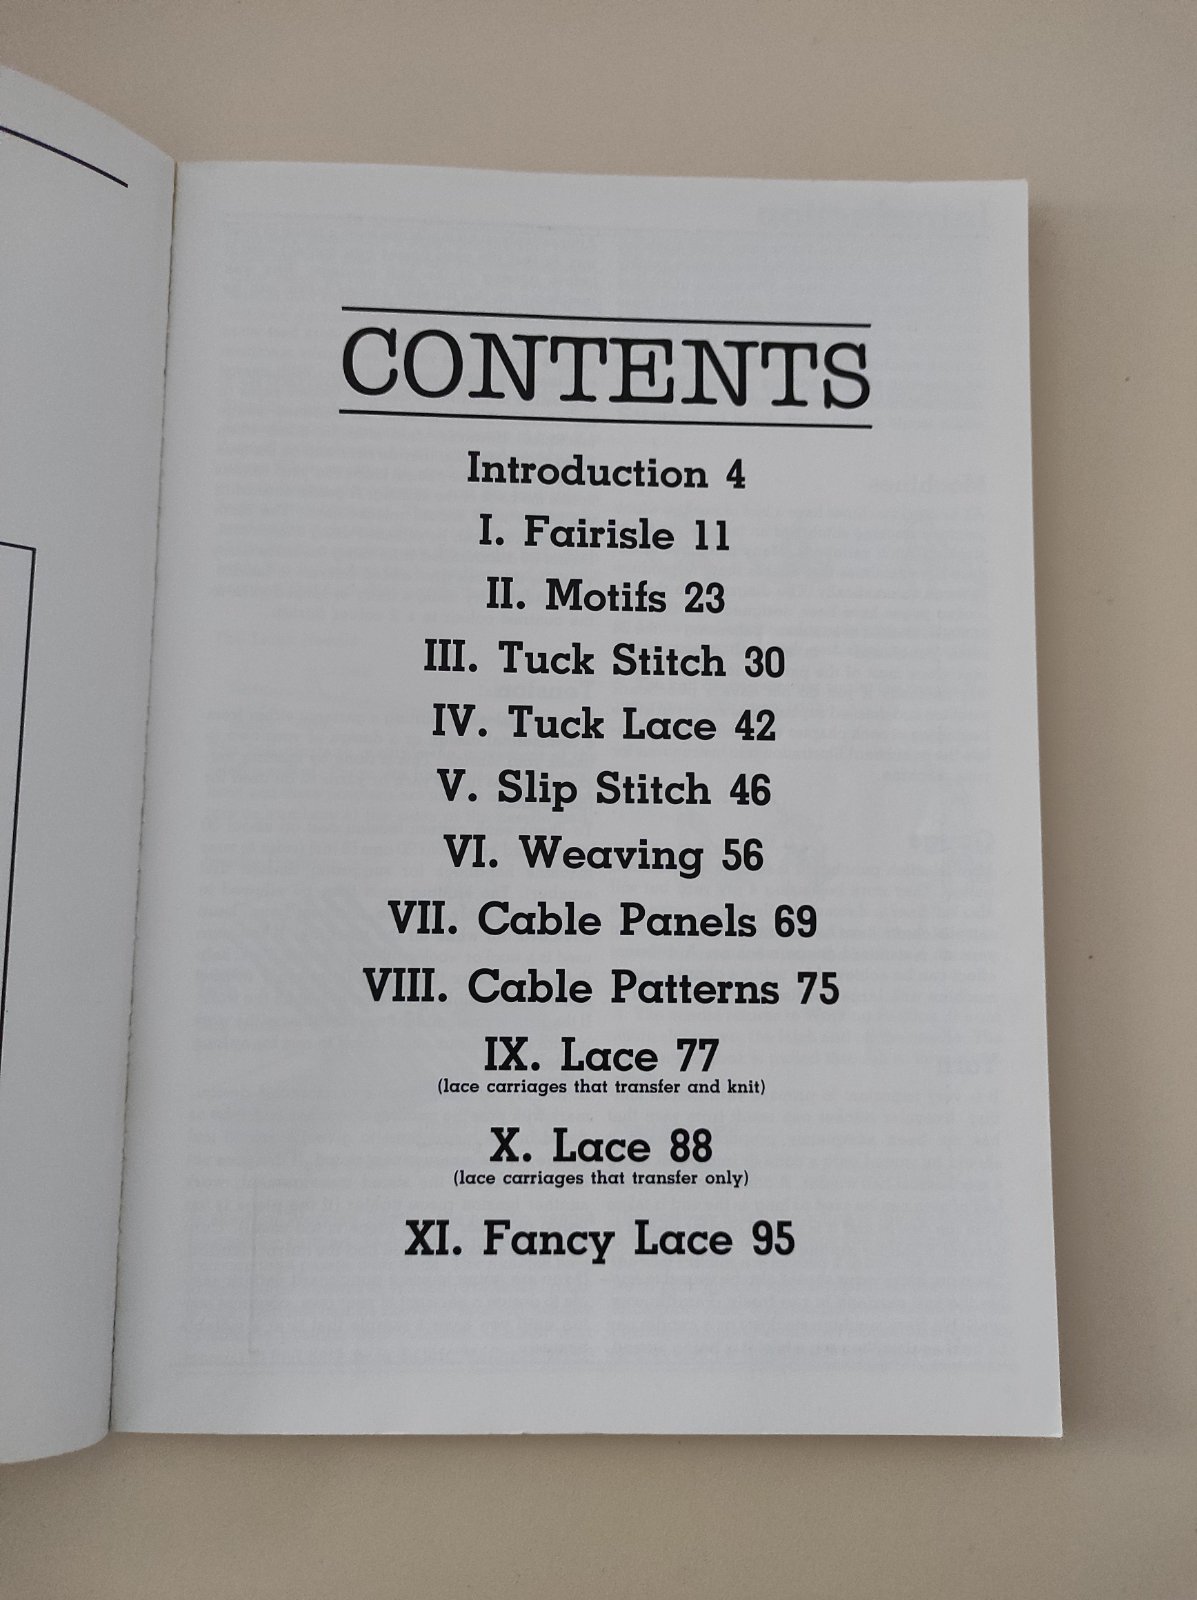 CONTENTS
Introduction 4
I. Fairisle 11
II. Motifs 23
III. Tuck Stitch 30
IV. Tuck Lace 42
V. Slip Stitch 46
VI. Weaving 56
VII. Cable Panels 69
VIII. Cable Patterns 75
IX. Lace 77
(lace carriages that transfer and knit)
X. Lace 88
(lace carriages that transfer only)
XI. Fancy Lace 95